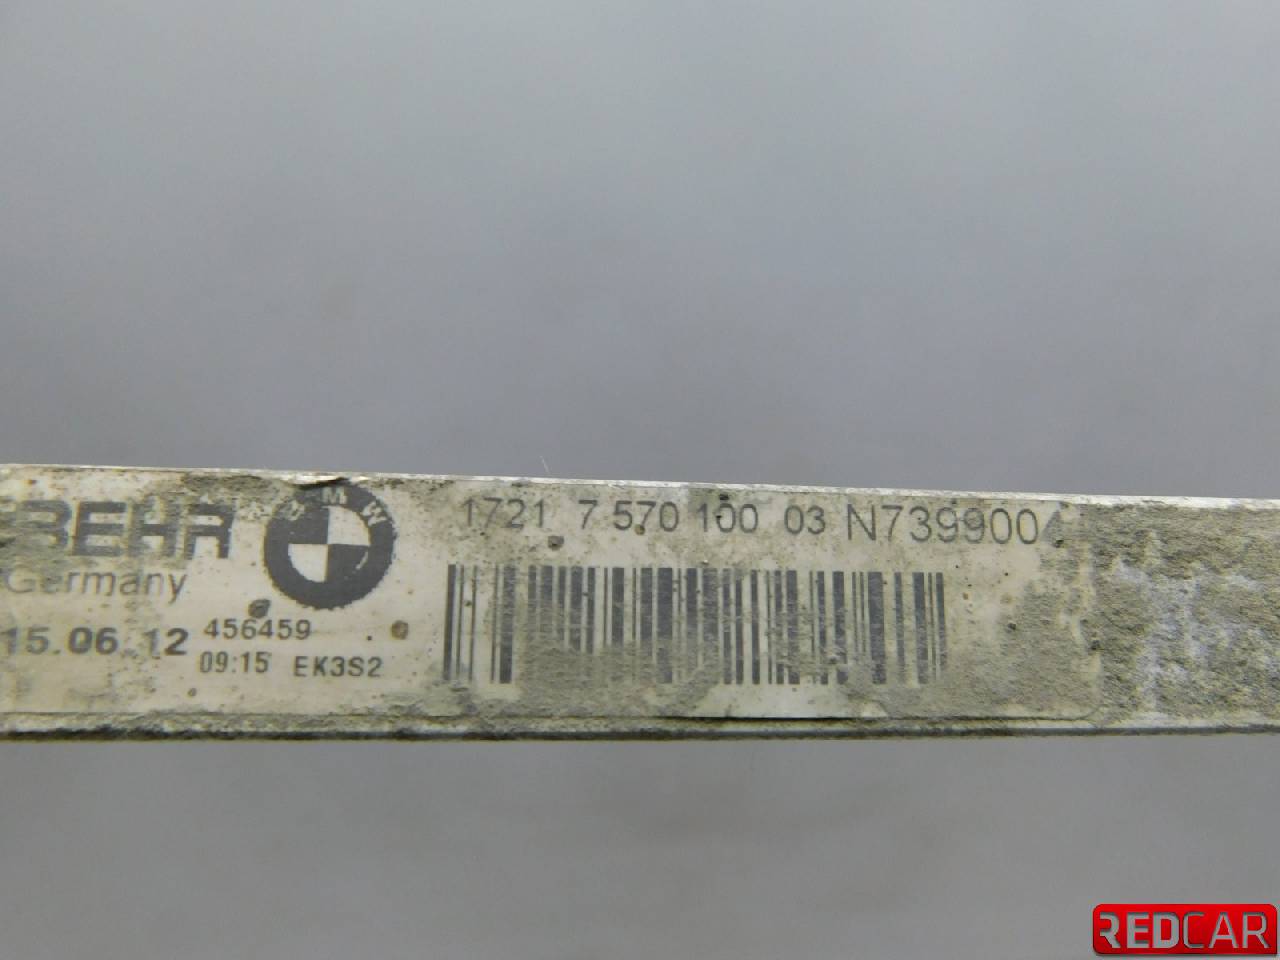 BEHR
Germany
BMW
15.06.12
456459
09:15 EK3S2
1721 7 570 100 03 N7399004
REDCAR